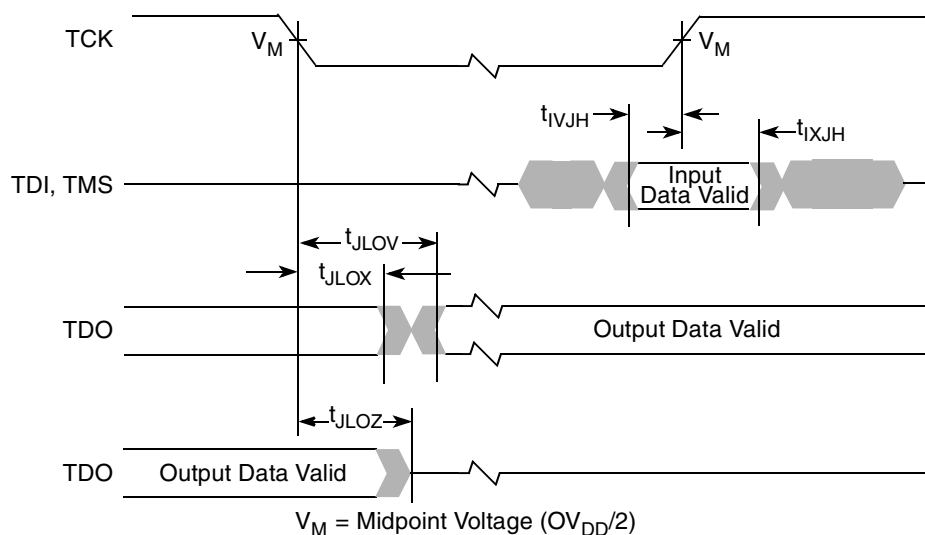 TCK
V_M
V_M
t_IVJH
t_IXJH
TDI, TMS
Input
Data Valid
t_JLOV
t_JLOX
TDO
Output Data Valid
t_JLOZ
TDO
Output Data Valid
V_M = Midpoint Voltage (OV_DD/2)